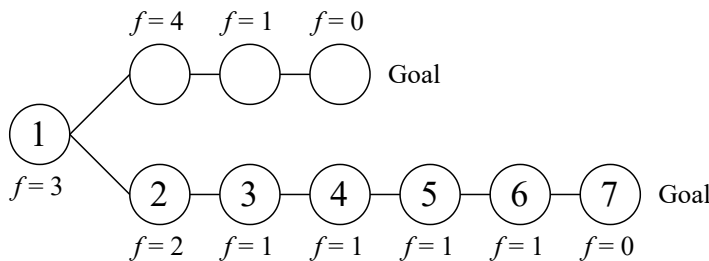 f = 4 f = 1 f = 0
Goal
1
f = 3
2 3 4 5 6 7 Goal
f = 2 f = 1 f = 1 f = 1 f = 1 f = 0